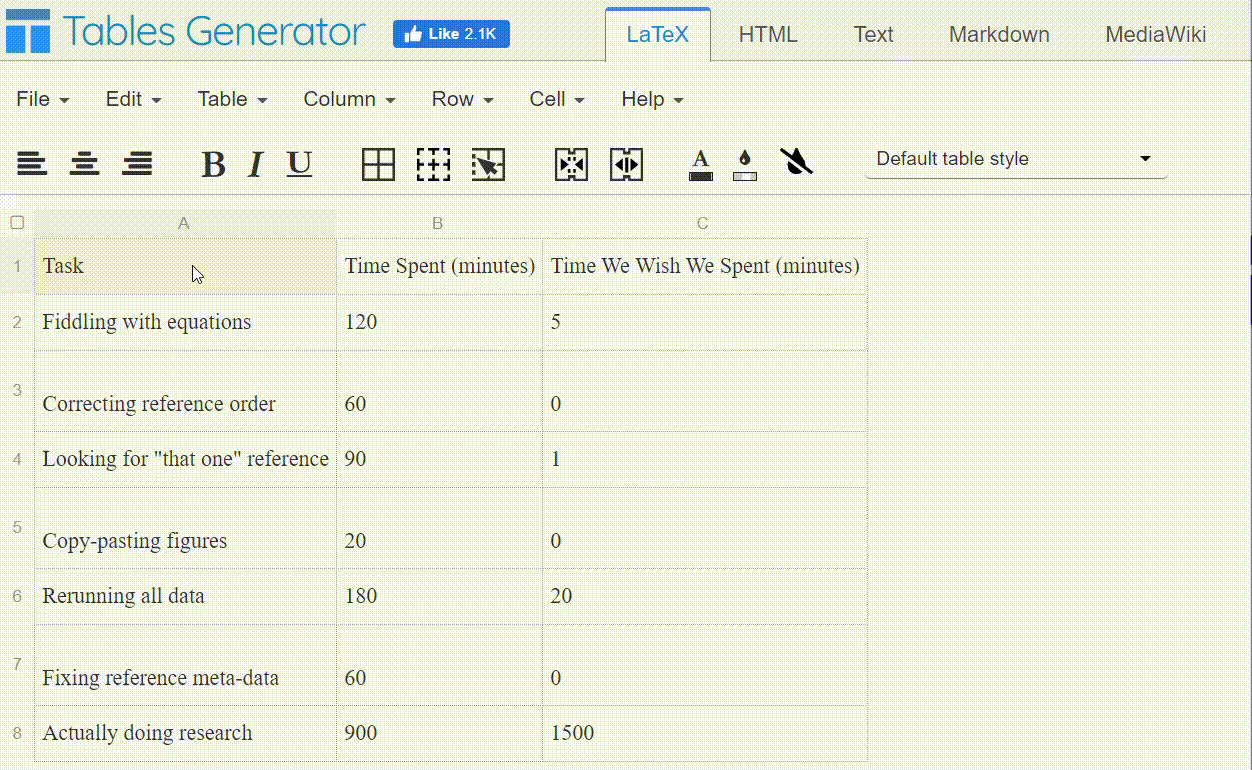 Tables Generator Like 2.1K LaTeX HTML Text Markdown MediaWiki
File Edit Table Column Row Cell Help
B I U A Default table style
A B C
1 Task Time Spent (minutes) Time We Wish We Spent (minutes)
2 Fiddling with equations 120 5
3 Correcting reference order 60 0
4 Looking for "that one" reference 90 1
5 Copy-pasting figures 20 0
6 Rerunning all data 180 20
7 Fixing reference meta-data 60 0
8 Actually doing research 900 1500